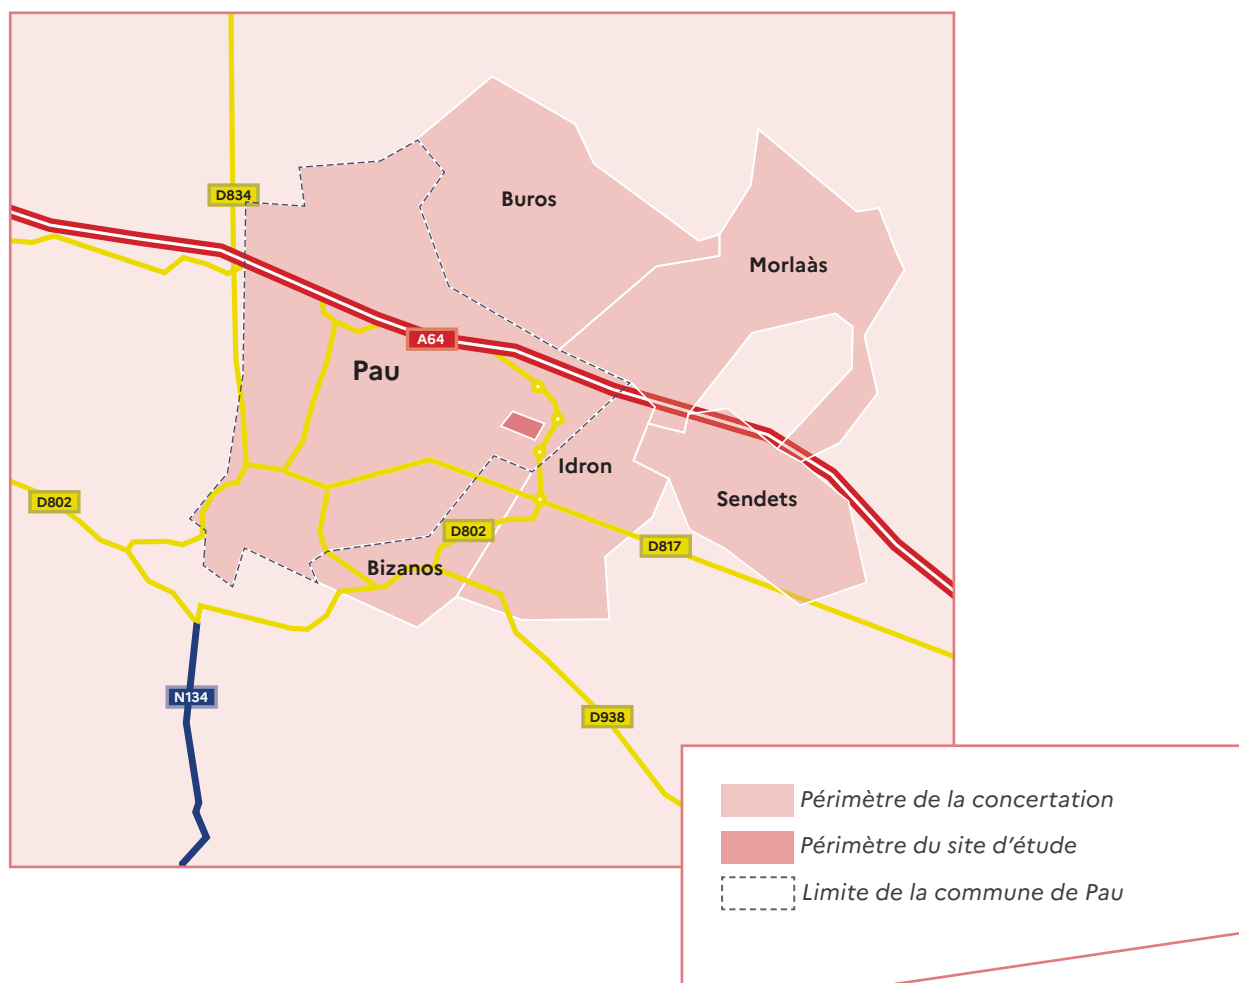 D834
Buros
Morlaàs
A64
Pau
Idron
Sendets
D802
D802
D817
Bizanos
N134
D938
Périmètre de la concertation
Périmètre du site d’étude
Limite de la commune de Pau